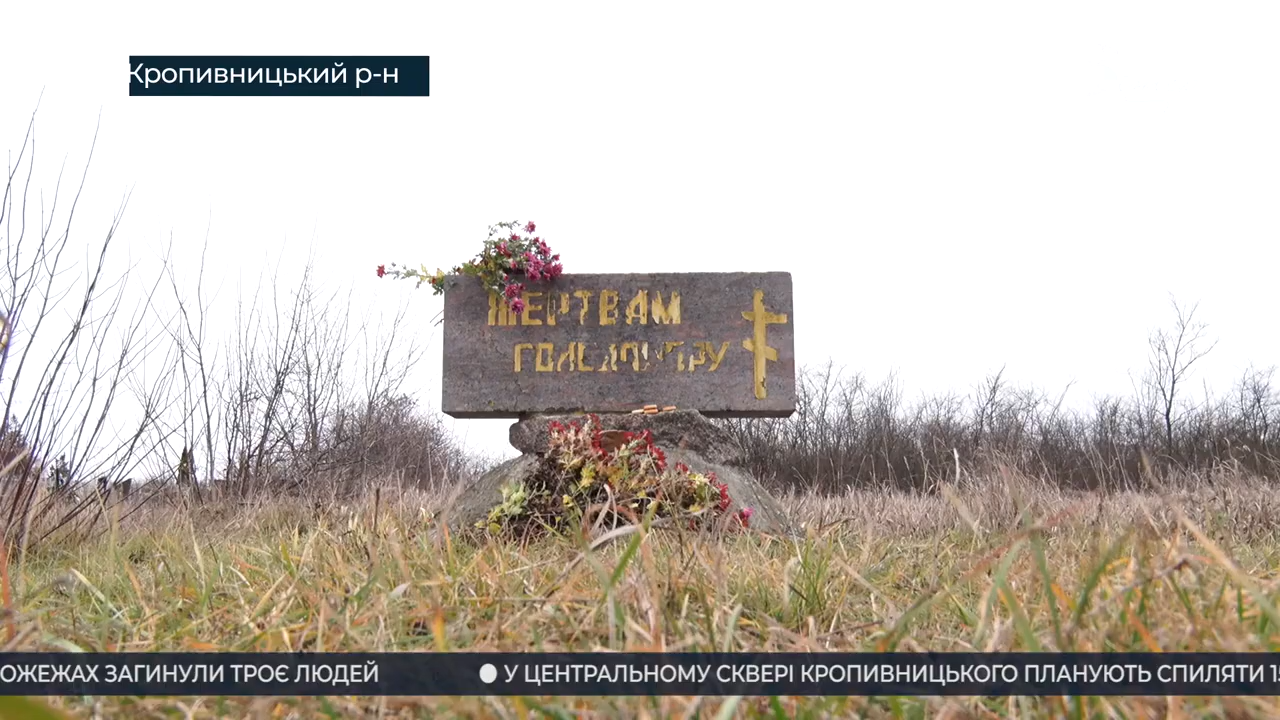 Кропивницький р-н
ЖЕРТВАМ
ГОЛОДОМОРУ
ОЖЕЖАХ ЗАГИНУЛИ ТРОЄ ЛЮДЕЙ
У ЦЕНТРАЛЬНОМУ СКВЕРІ КРОПИВНИЦЬКОГО ПЛАНУЮТЬ СПИЛЯТИ